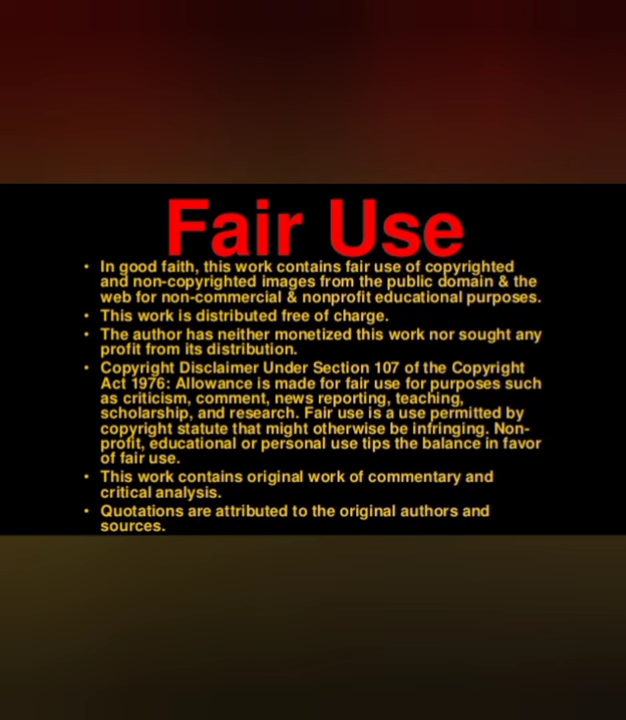 Fair Use
• In good faith, this work contains fair use of copyrighted
and non-copyrighted images from the public domain & the
web for non-commercial & nonprofit educational purposes.
• This work is distributed free of charge.
• The author has neither monetized this work nor sought any
profit from its distribution.
• Copyright Disclaimer Under Section 107 of the Copyright
Act 1976: Allowance is made for fair use for purposes such
as criticism, comment, news reporting, teaching,
scholarship, and research. Fair use is a use permitted by
copyright statute that might otherwise be infringing. Non-
profit, educational or personal use tips the balance in favor
of fair use.
• This work contains original work of commentary and
critical analysis.
• Quotations are attributed to the original authors and
sources.